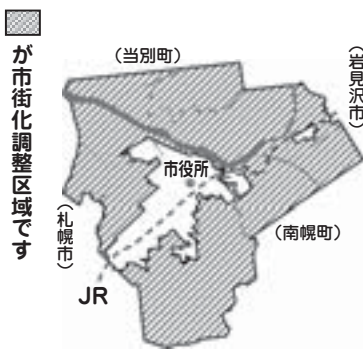 が市街化調整区域です
（当別町）
（岩見沢市）
市役所
（札幌市）
（南幌町）
JR